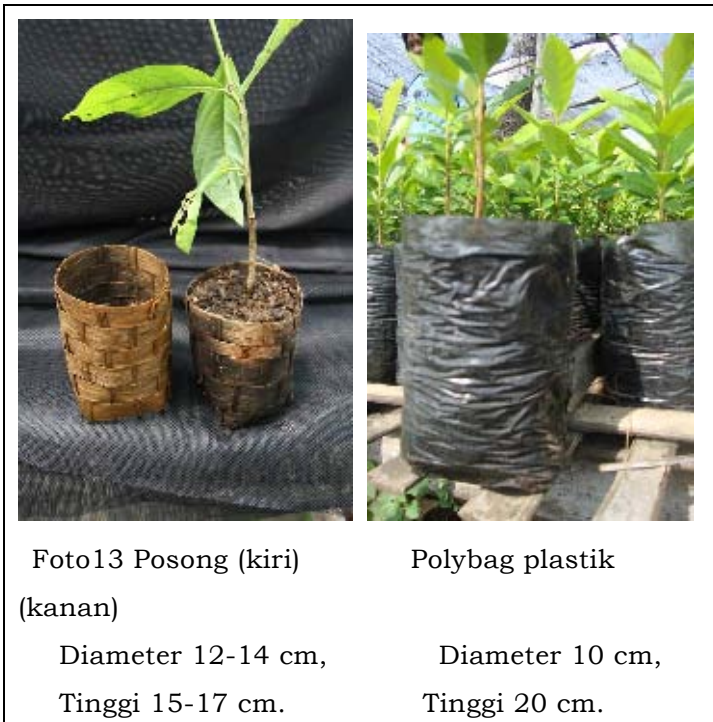 Foto13 Posong (kiri) Polybag plastik
(kanan)
Diameter 12-14 cm, Diameter 10 cm,
Tinggi 15-17 cm. Tinggi 20 cm.